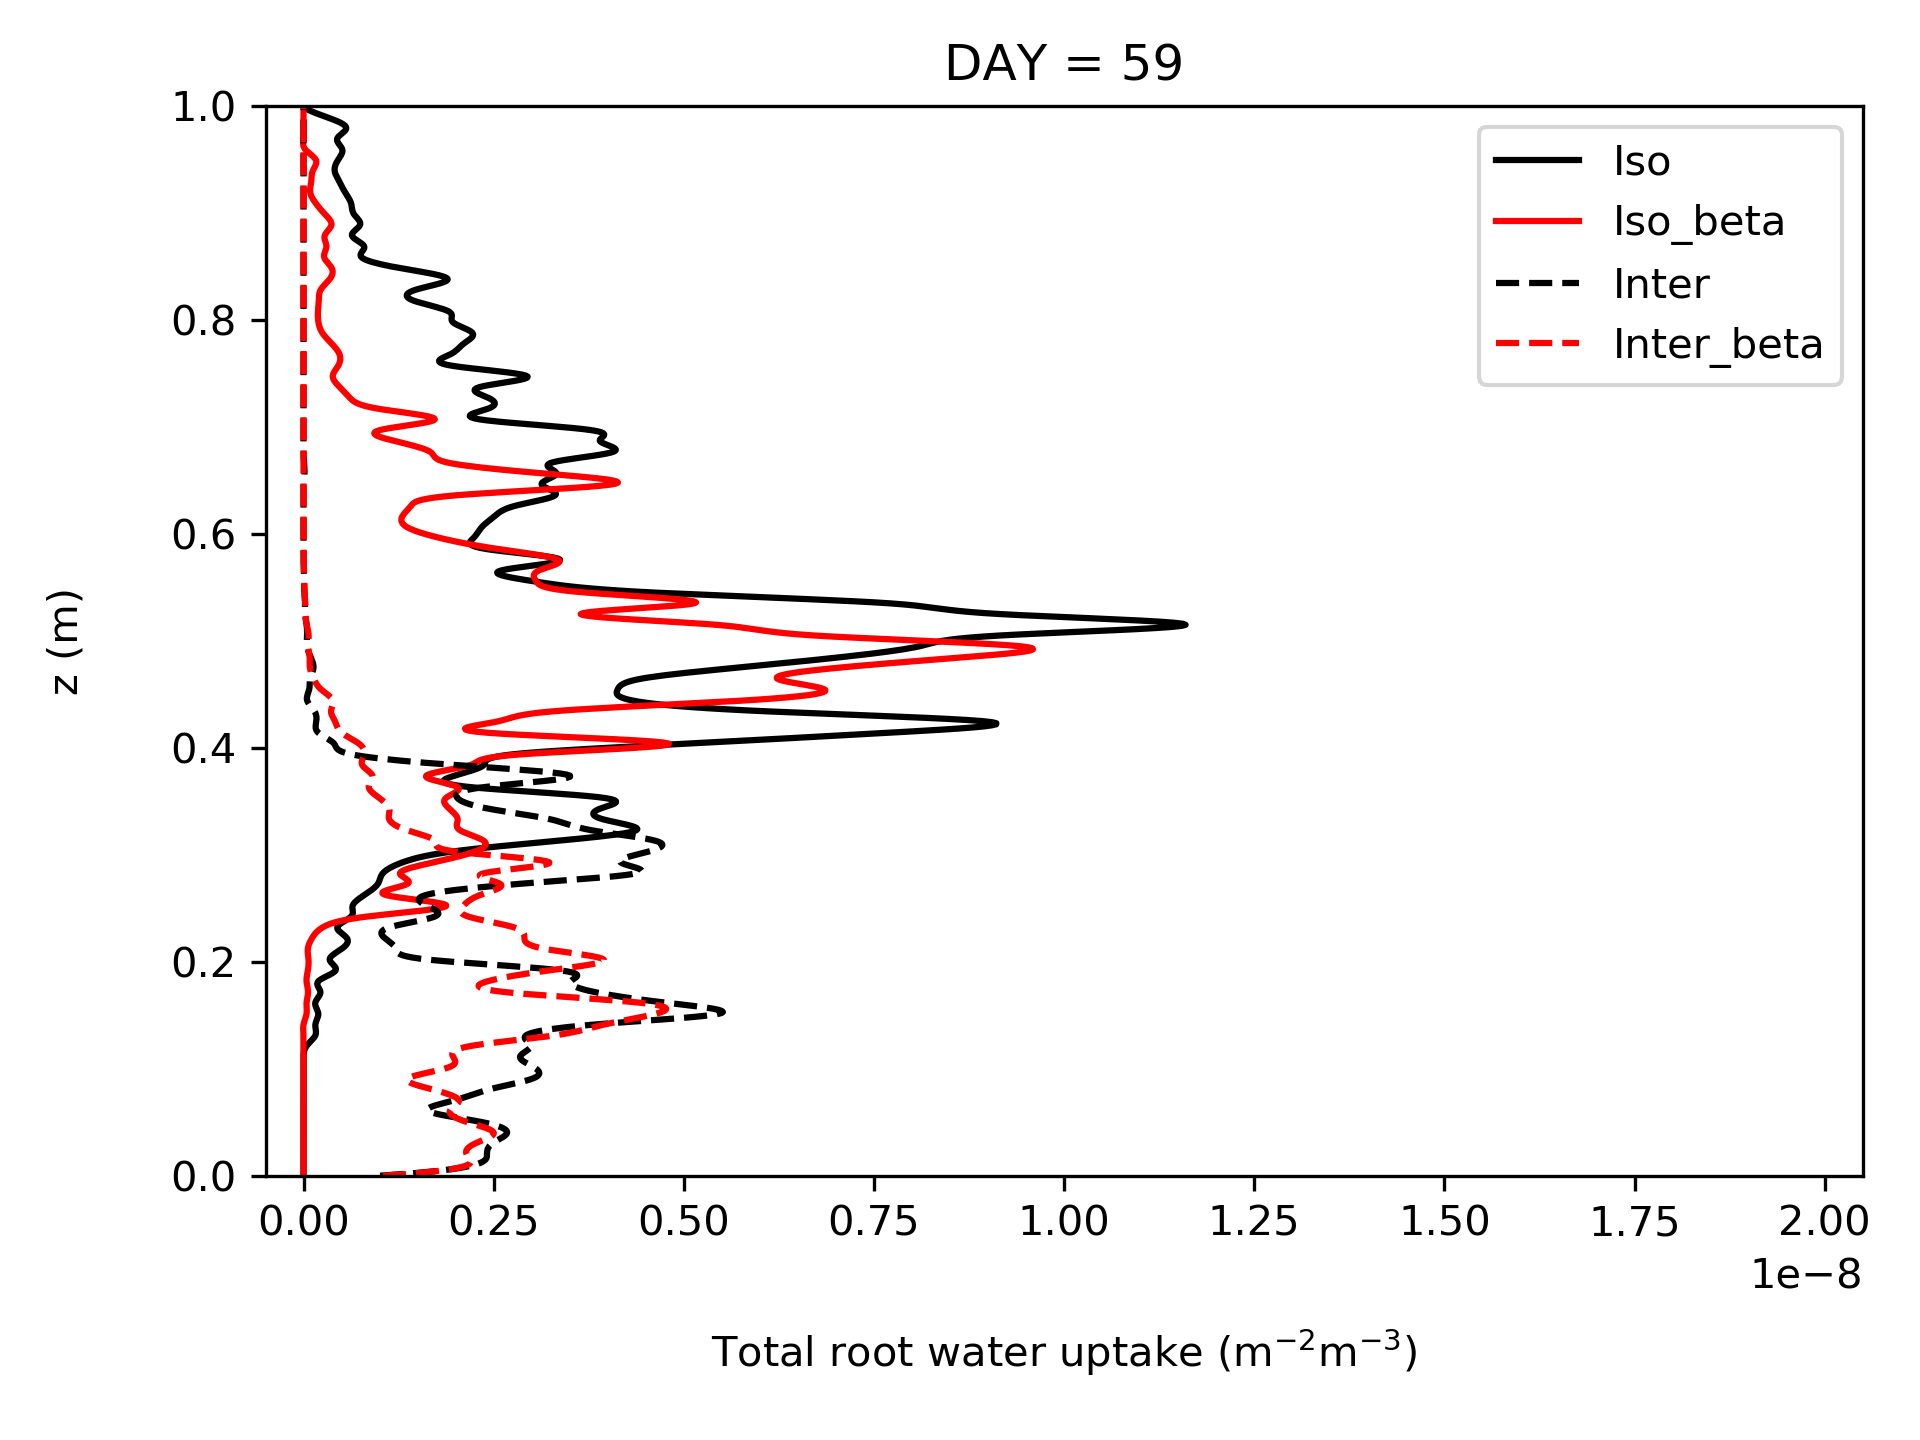 DAY = 59
1.0
0.8
0.6
0.4
0.2
0.0
z (m)
Iso
Iso_beta
Inter
Inter_beta
0.00 0.25 0.50 0.75 1.00 1.25 1.50 1.75 2.00
1e−8
Total root water uptake (m⁻²m⁻³)